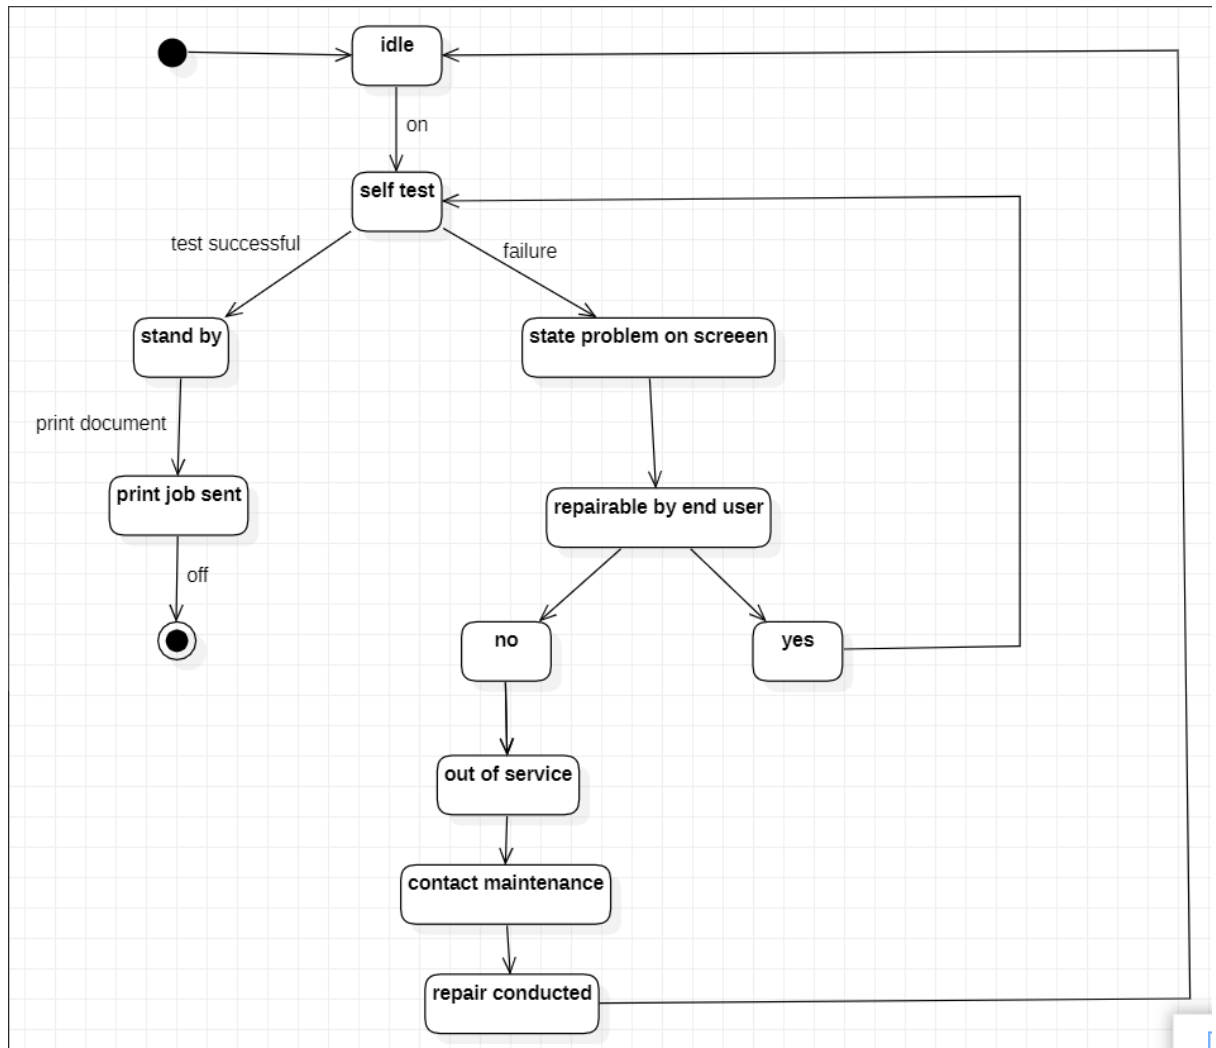 idle
on
self test
test successful
failure
stand by
state problem on screeen
print document
print job sent
repairable by end user
off
no
yes
out of service
contact maintenance
repair conducted